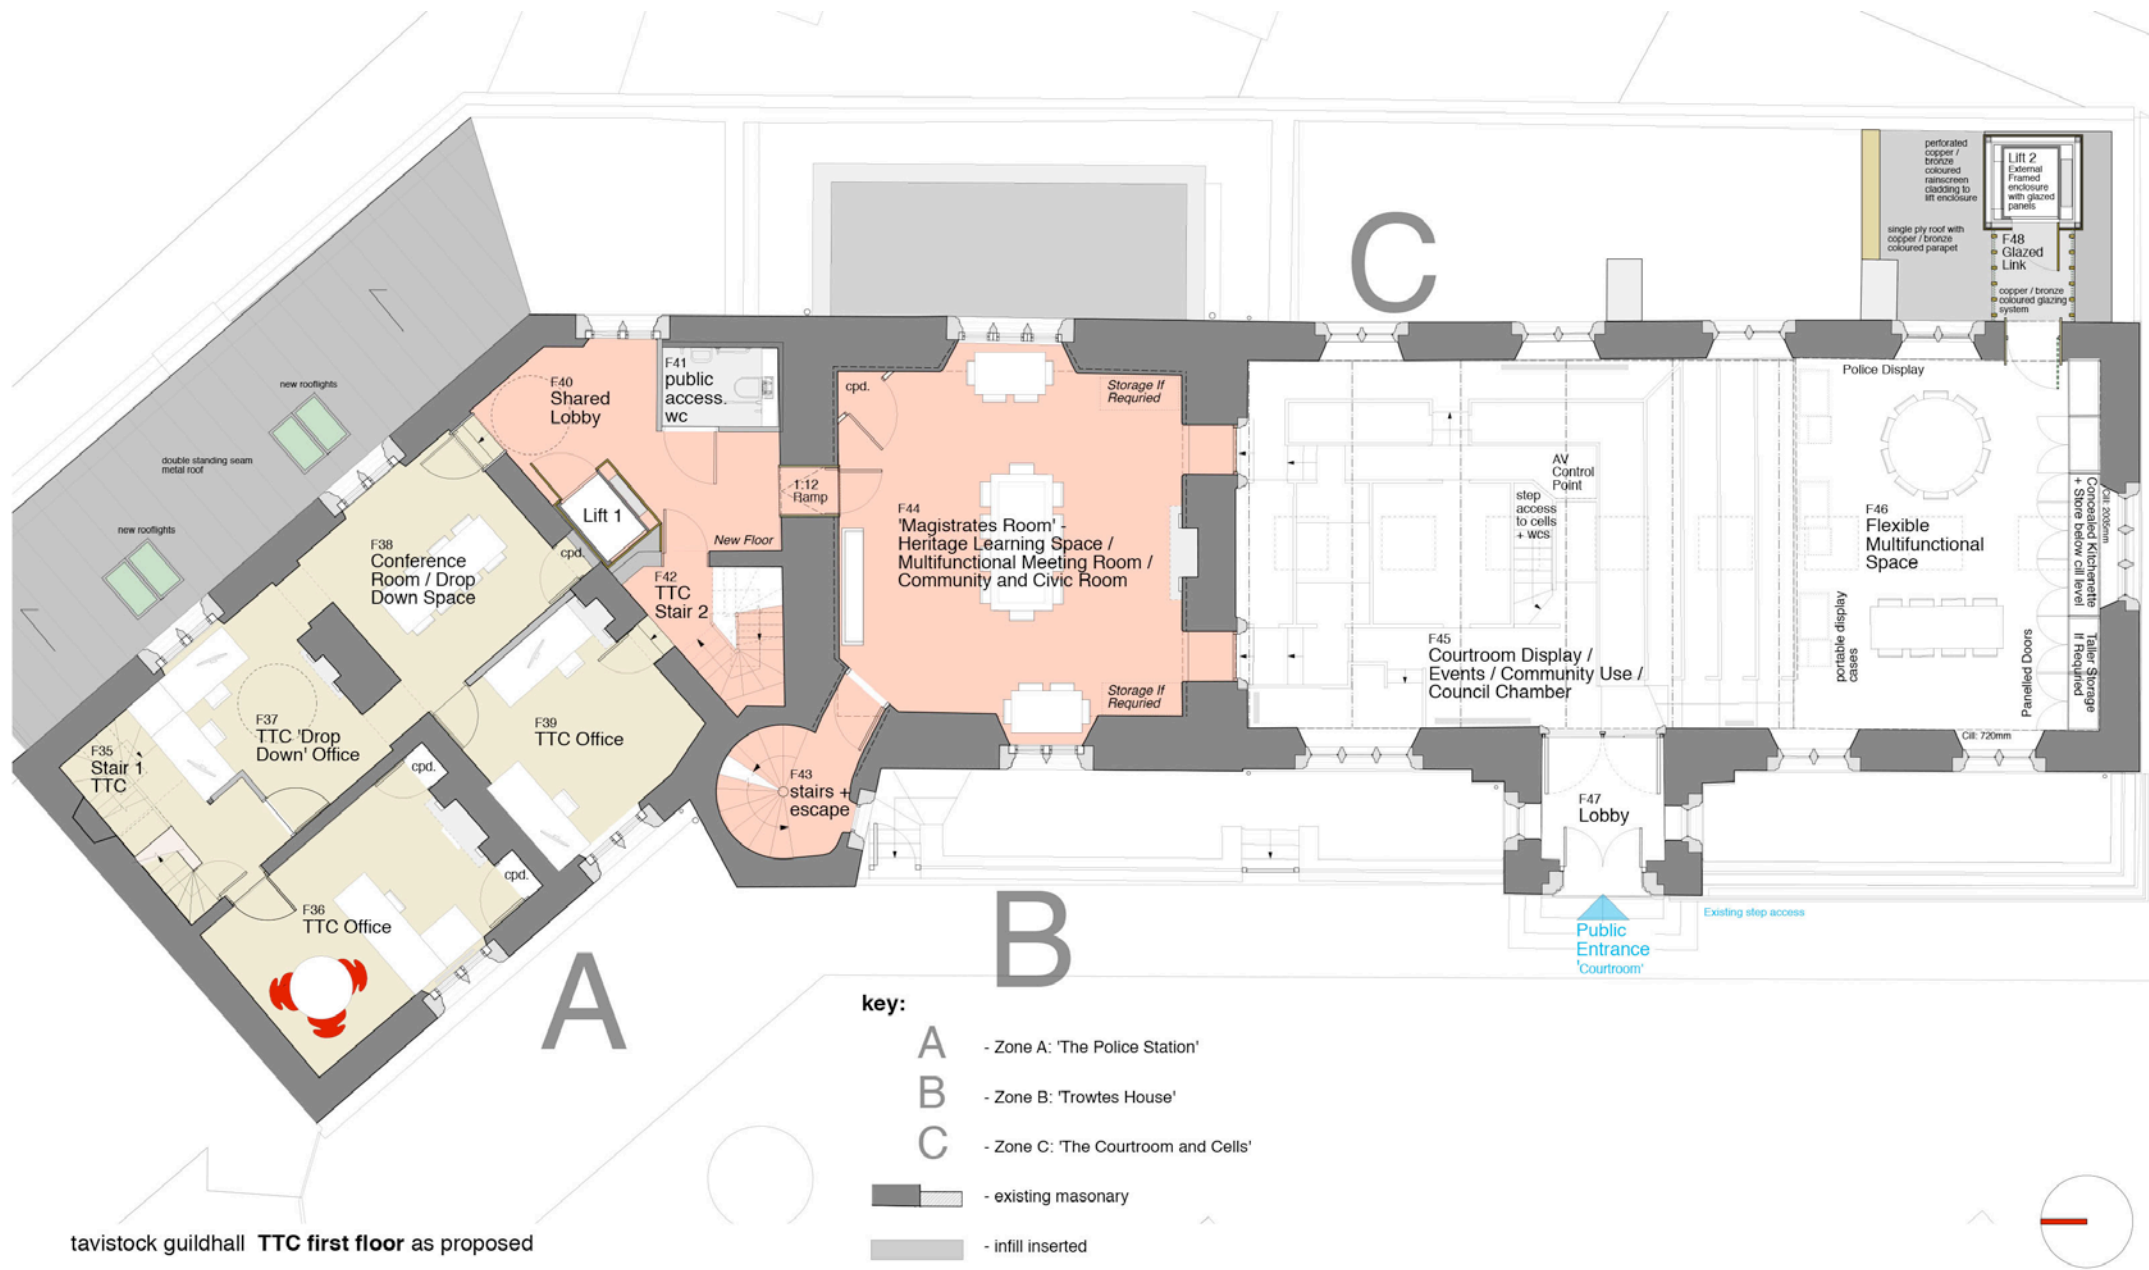 perforated
copper /
bronze
coloured
rainscreen
cladding to
lift enclosure
Lift 2
External
Framed
enclosure
with glazed
panels
single ply roof with
copper / bronze
coloured parapet
F48
Glazed
Link
copper / bronze
coloured glazing
system
C
new rooflights
double standing seam
metal roof
new rooflights
F40
Shared
Lobby
F41
public
access.
wc
cpd.
Storage If
Requried
Police Display
1:12
Ramp
Lift 1
New Floor
cpd.
F38
Conference
Room / Drop
Down Space
F42
TTC
Stair 2
F44
'Magistrates Room' -
Heritage Learning Space /
Multifunctional Meeting Room /
Community and Civic Room
AV
Control
Point
step
access
to cells
+ wcs
F46
Flexible
Multifunctional
Space
Cill: 2035mm
Concealed Kitchenette
+ Store below cill level
Taller Storage
If Requried
Panelled Doors
portable display
cases
F45
Courtroom Display /
Events / Community Use /
Council Chamber
Storage If
Requried
Cill: 720mm
F39
TTC Office
F37
TTC 'Drop
Down' Office
F35
Stair 1
TTC
cpd.
F43
stairs +
escape
F47
Lobby
cpd.
F36
TTC Office
Existing step access
Public
Entrance
'Courtroom'
A
B
key:
A - Zone A: 'The Police Station'
B - Zone B: 'Trowtes House'
C - Zone C: 'The Courtroom and Cells'
- existing masonary
- infill inserted
tavistock guildhall TTC first floor as proposed